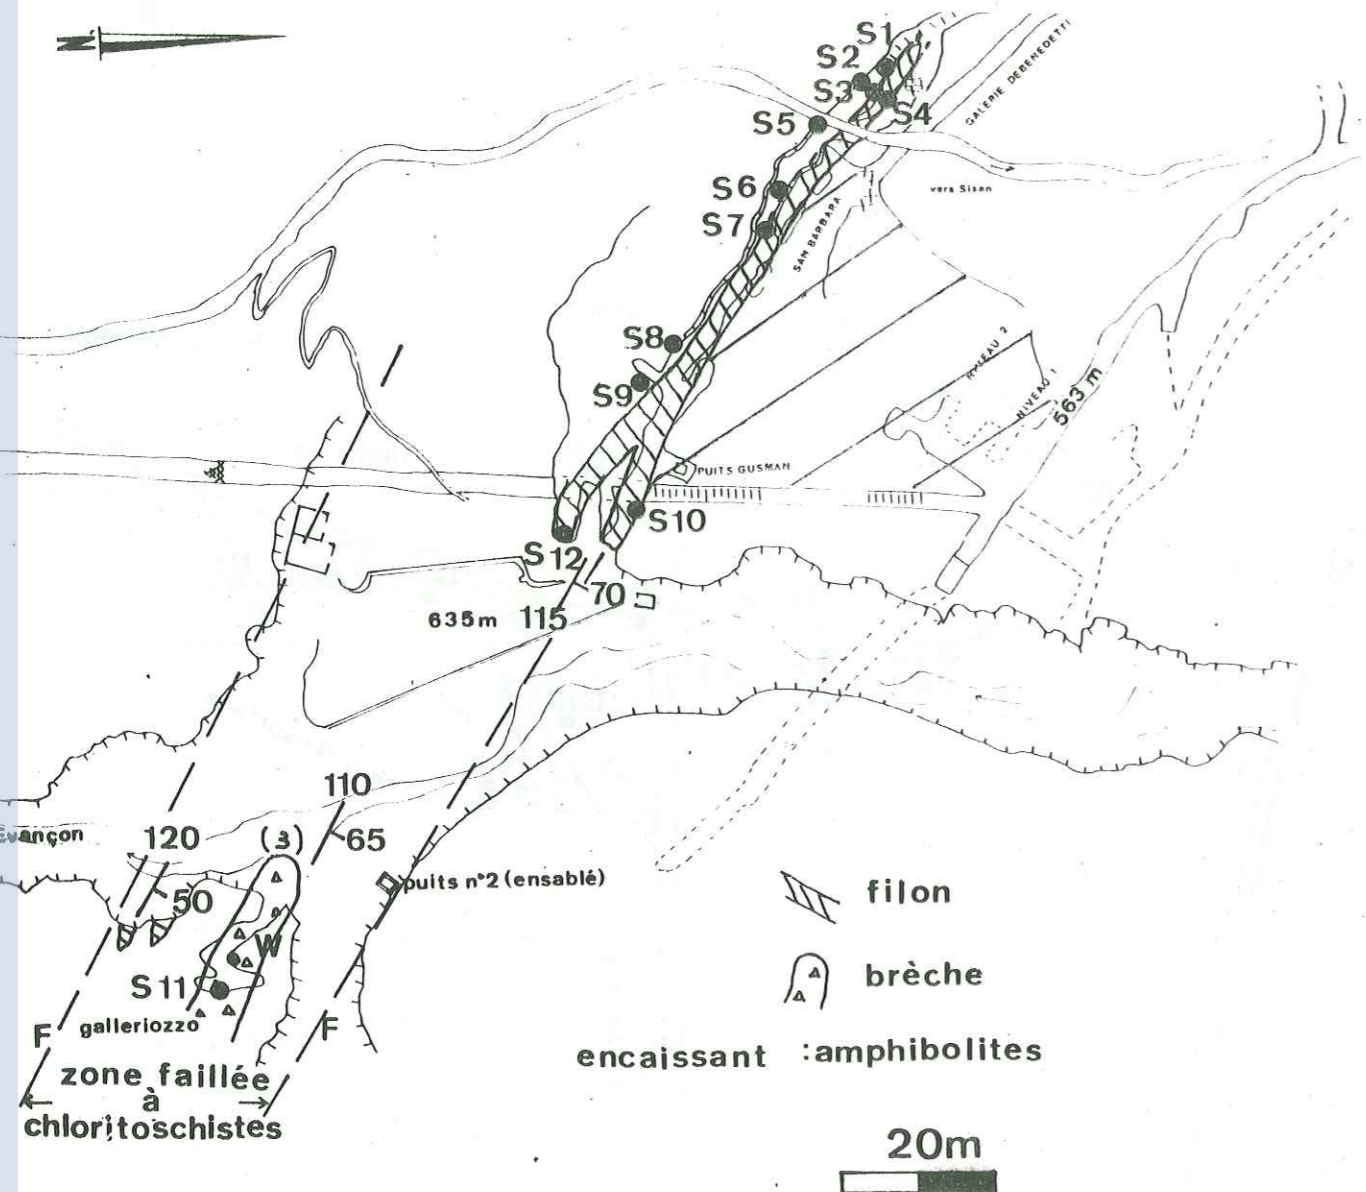 N
S1
S2
S3
S4
GALERIE DEBENEDETTI
S5
S6
vers Sisan
S7
SAM BARBARA
S8
S9
NIVEAU 2
NIVEAU 1
563 m
PUITS GUSMAN
S10
S12
70
635m
115
110
Evançon
120
(3)
65
50
puits n°2 (ensablé)
filon
W
brèche
S11
galleriozzo
F
F
encaissant : amphibolites
zone faillée
à
chloritoschistes
20m